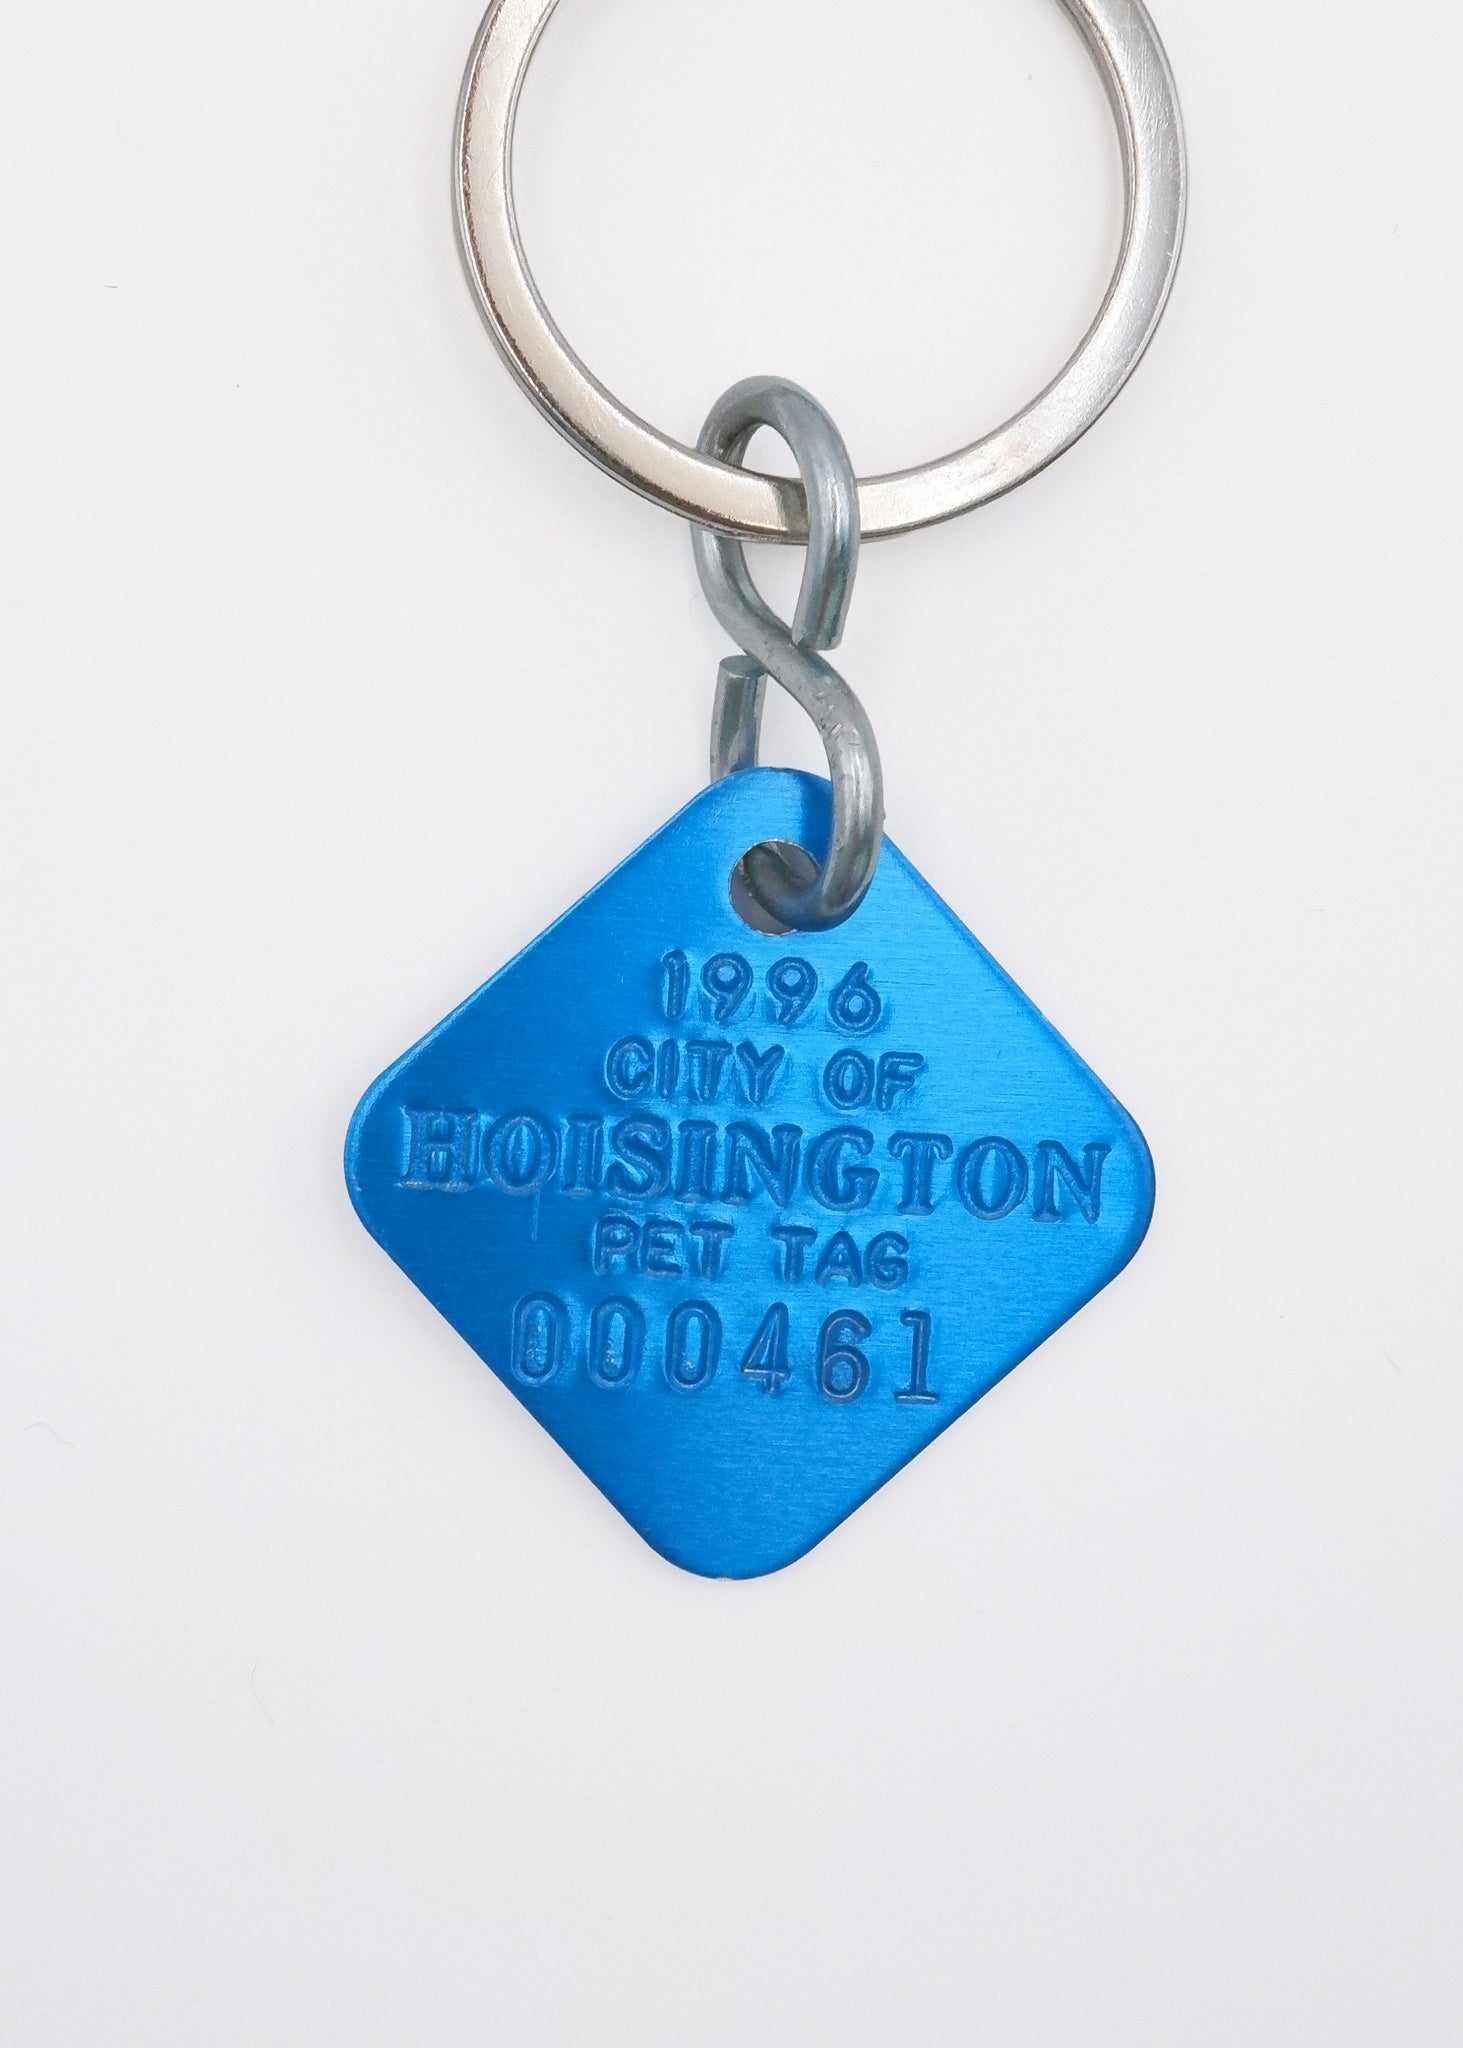 1996
CITY OF
HOISINGTON
PET TAG
000461